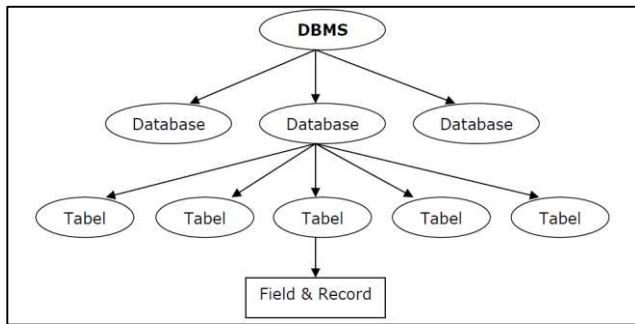 DBMS
Database Database Database
Tabel Tabel Tabel Tabel Tabel
Field & Record